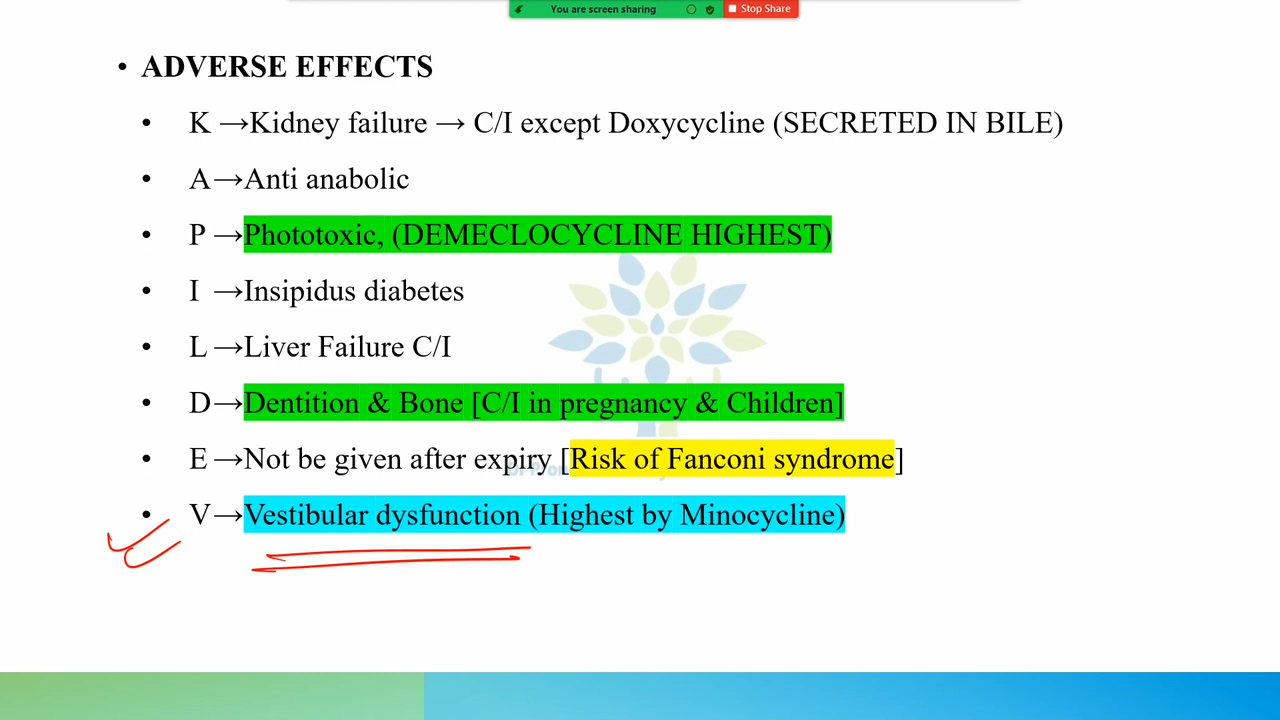 You are screen sharing Stop Share
• ADVERSE EFFECTS
• K →Kidney failure → C/I except Doxycycline (SECRETED IN BILE)
• A→Anti anabolic
• P →Phototoxic, (DEMECLOCYCLINE HIGHEST)
• I →Insipidus diabetes
• L →Liver Failure C/I
• D→Dentition & Bone [C/I in pregnancy & Children]
• E→Not be given after expiry [Risk of Fanconi syndrome]
• V→Vestibular dysfunction (Highest by Minocycline)